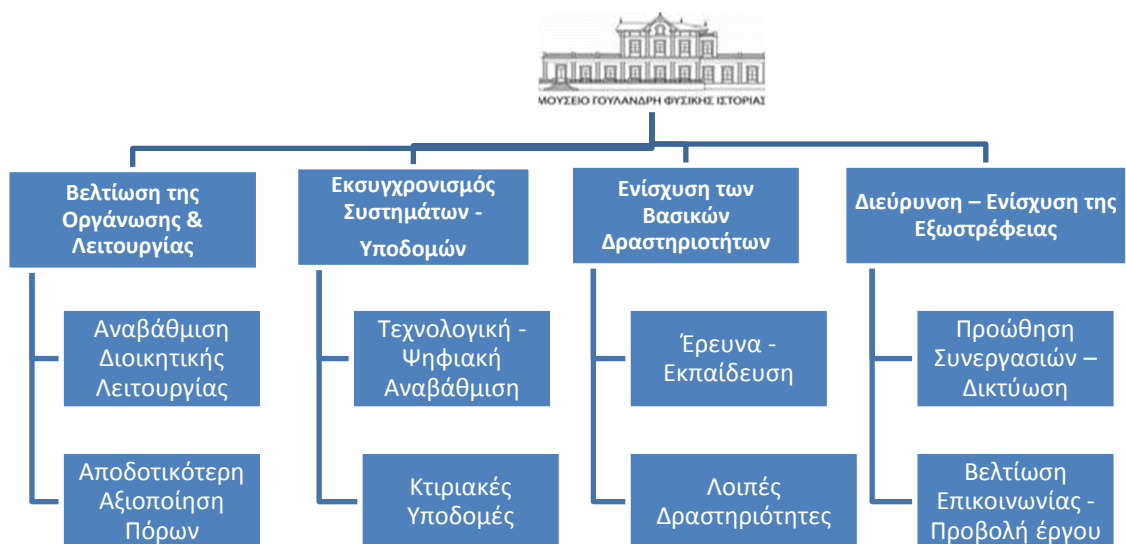 ΜΟΥΣΕΙΟ ΓΟΥΛΑΝΔΡΗ ΦΥΣΙΚΗΣ ΙΣΤΟΡΙΑΣ
Βελτίωση της
Οργάνωσης &
Λειτουργίας
Αναβάθμιση
Διοικητικής
Λειτουργίας
Αποδοτικότερη
Αξιοποίηση
Πόρων
Εκσυγχρονισμός
Συστημάτων -
Υποδομών
Τεχνολογική -
Ψηφιακή
Αναβάθμιση
Κτιριακές
Υποδομές
Ενίσχυση των
Βασικών
Δραστηριοτήτων
Έρευνα -
Εκπαίδευση
Λοιπές
Δραστηριότητες
Διεύρυνση – Ενίσχυση της
Εξωστρέφειας
Προώθηση
Συνεργασιών –
Δικτύωση
Βελτίωση
Επικοινωνίας -
Προβολή έργου